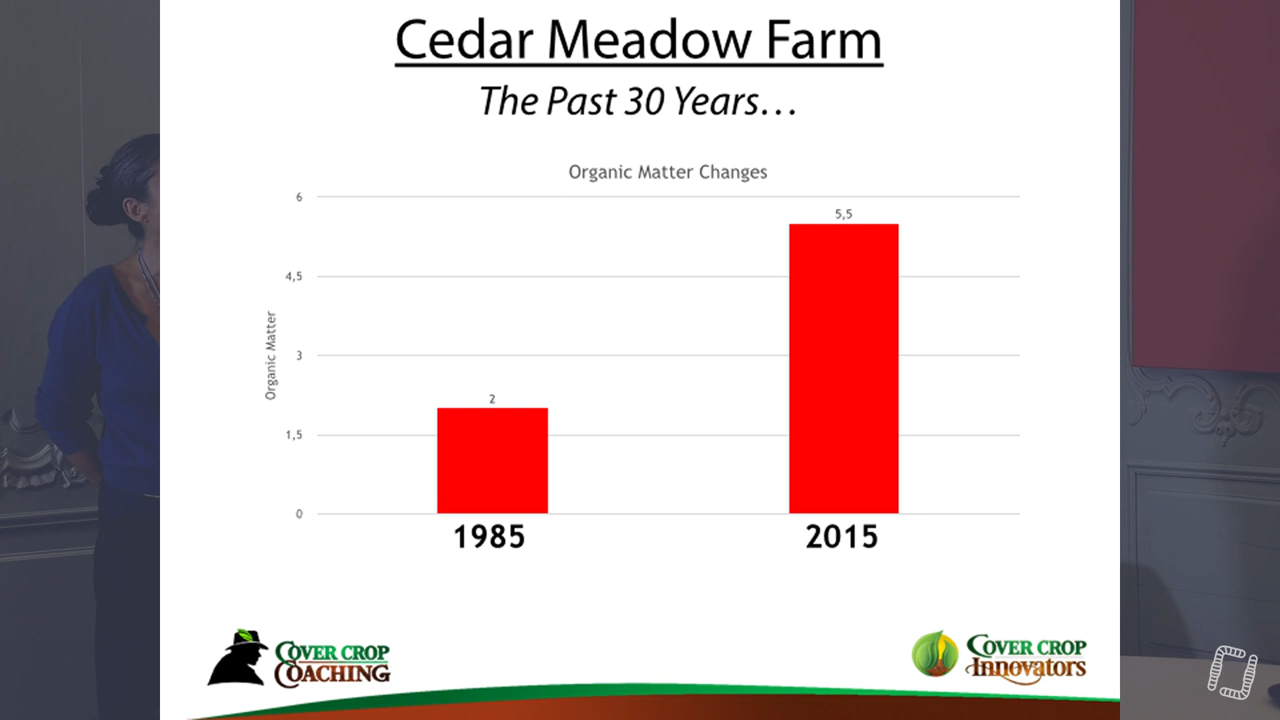 Cedar Meadow Farm
The Past 30 Years…
Organic Matter Changes
6
5,5
4,5
Organic Matter
3
2
1,5
0
1985
2015
COVER CROP
COACHING
COVER CROP
Innovators